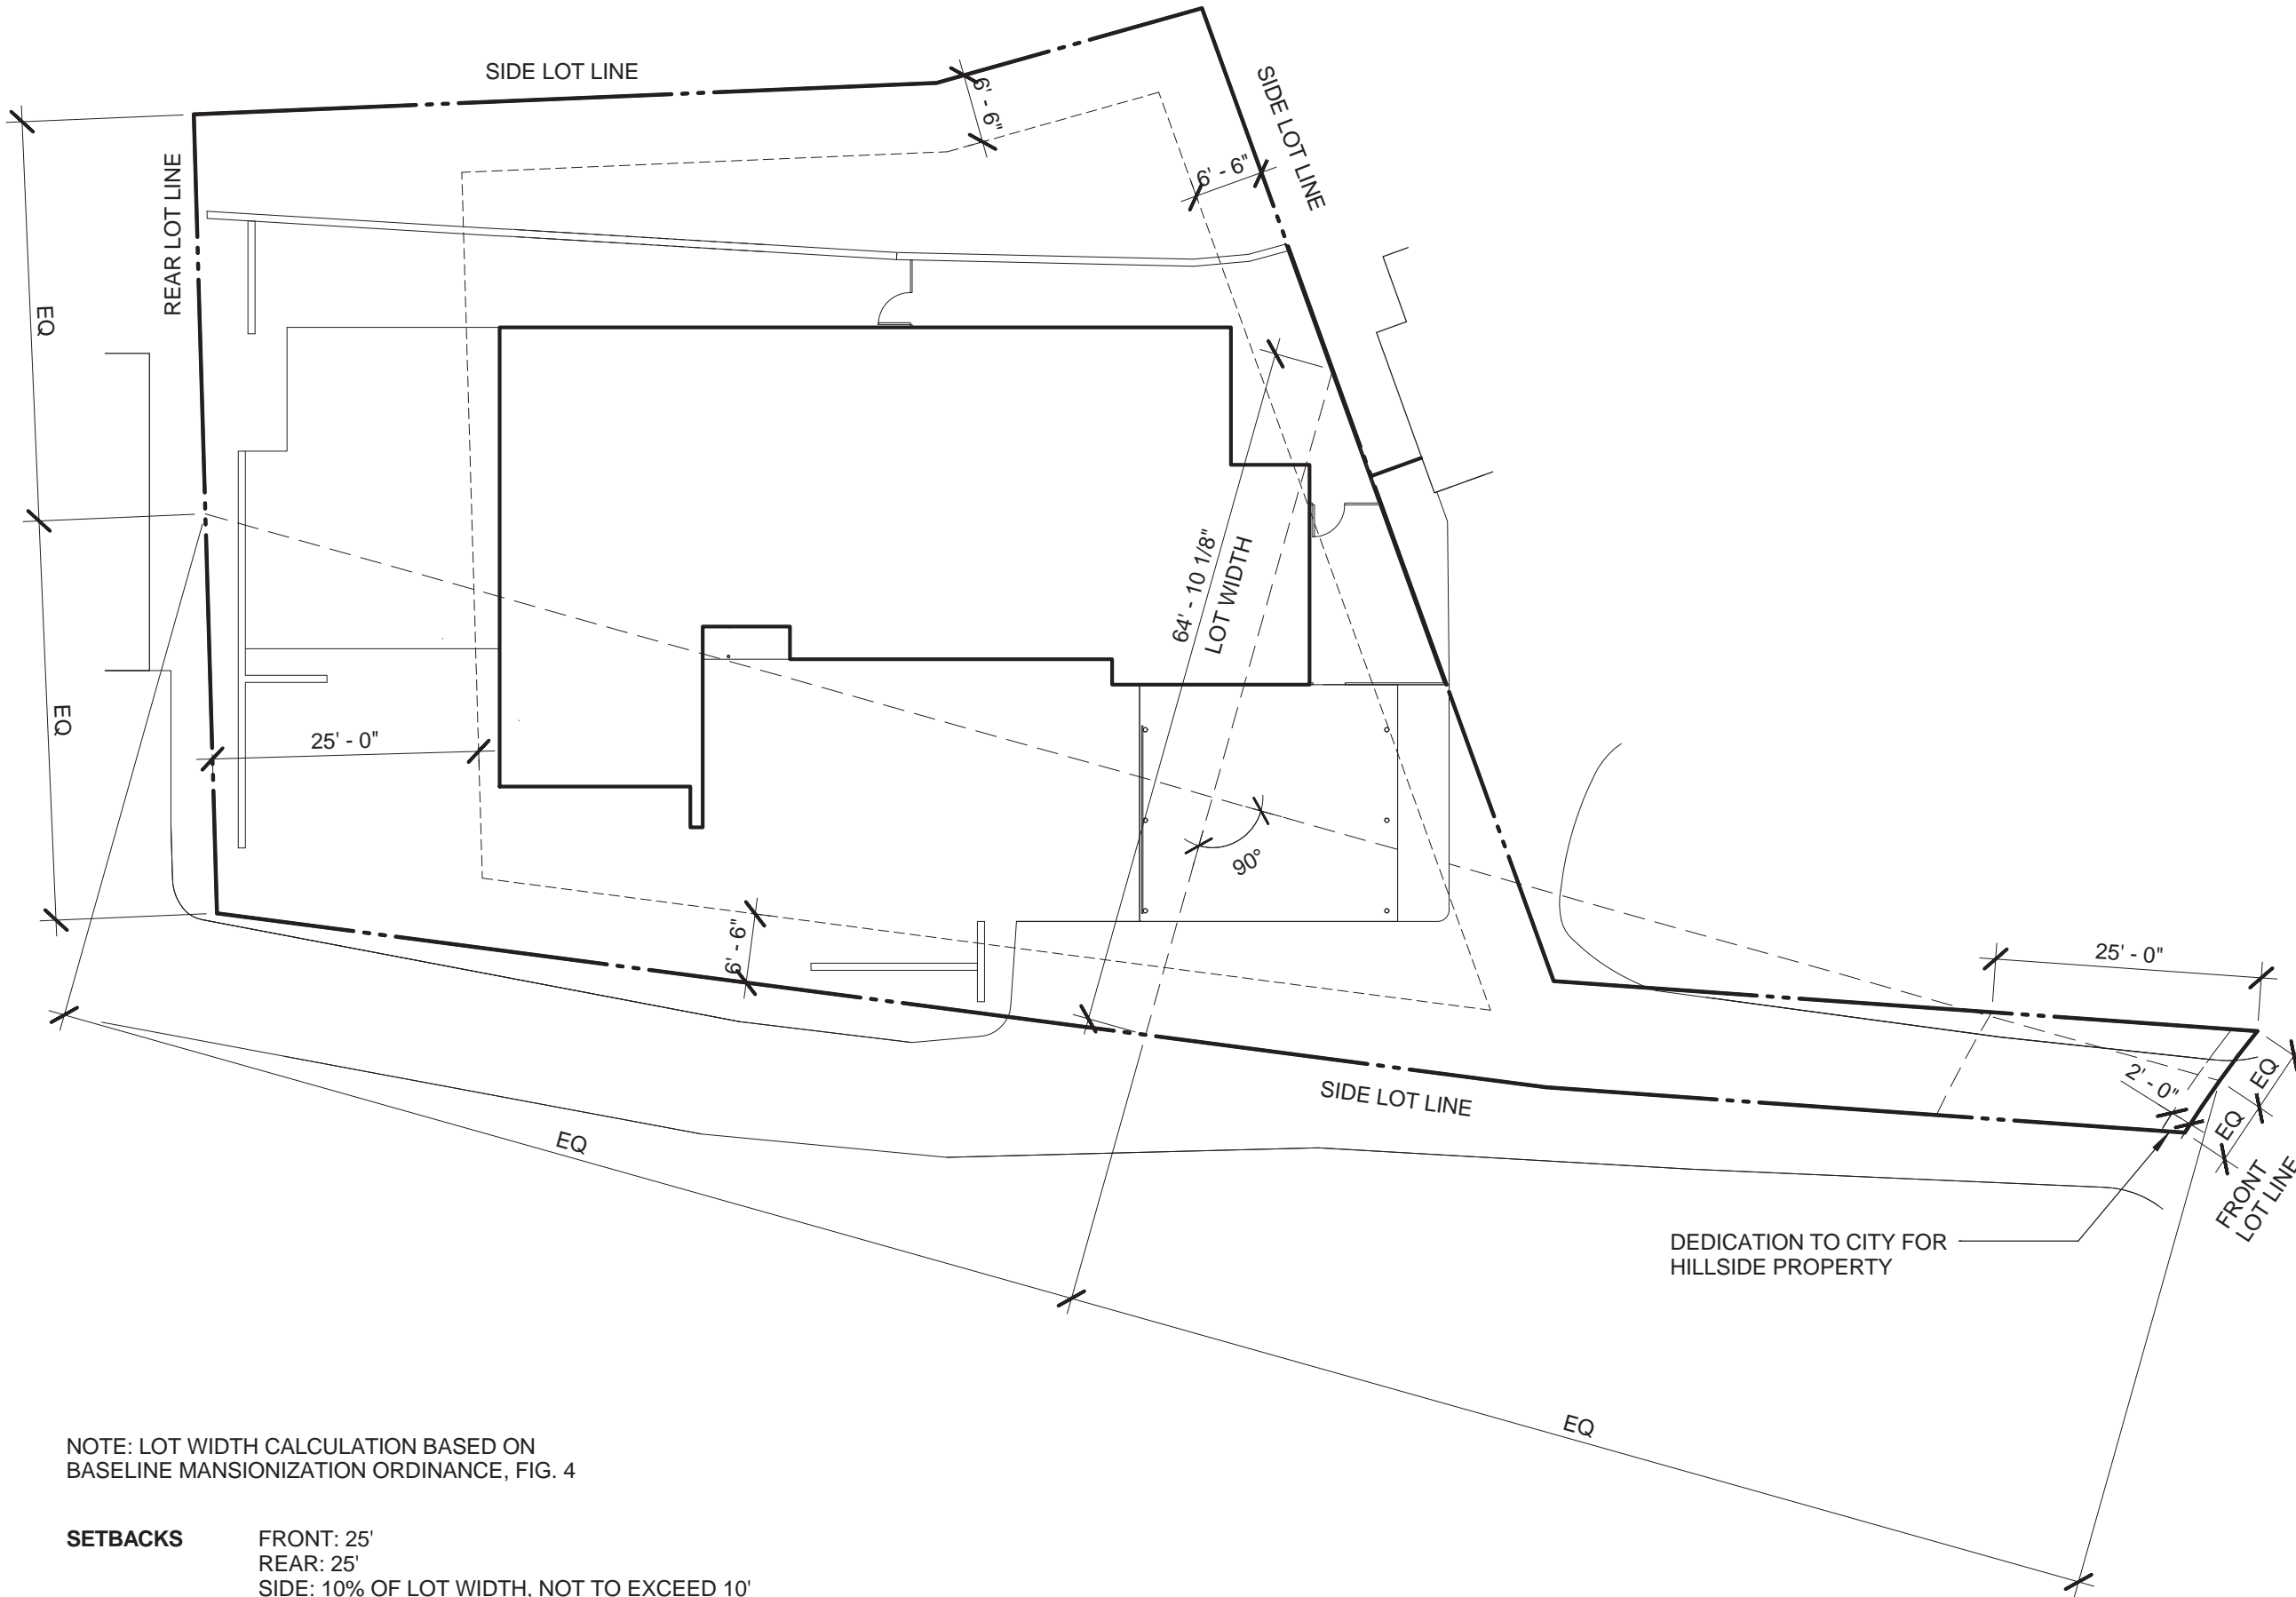 SIDE LOT LINE
6' - 6"
SIDE LOT LINE
6' - 6"
REAR LOT LINE
EQ
64' - 10 1/8"
LOT WIDTH
EQ
25' - 0"
90°
6' - 6"
25' - 0"
2' - 0"
EQ
EQ
FRONT
LOT LINE
SIDE LOT LINE
EQ
DEDICATION TO CITY FOR
HILLSIDE PROPERTY
EQ
NOTE: LOT WIDTH CALCULATION BASED ON
BASELINE MANSIONIZATION ORDINANCE, FIG. 4
SETBACKS FRONT: 25'
REAR: 25'
SIDE: 10% OF LOT WIDTH, NOT TO EXCEED 10'